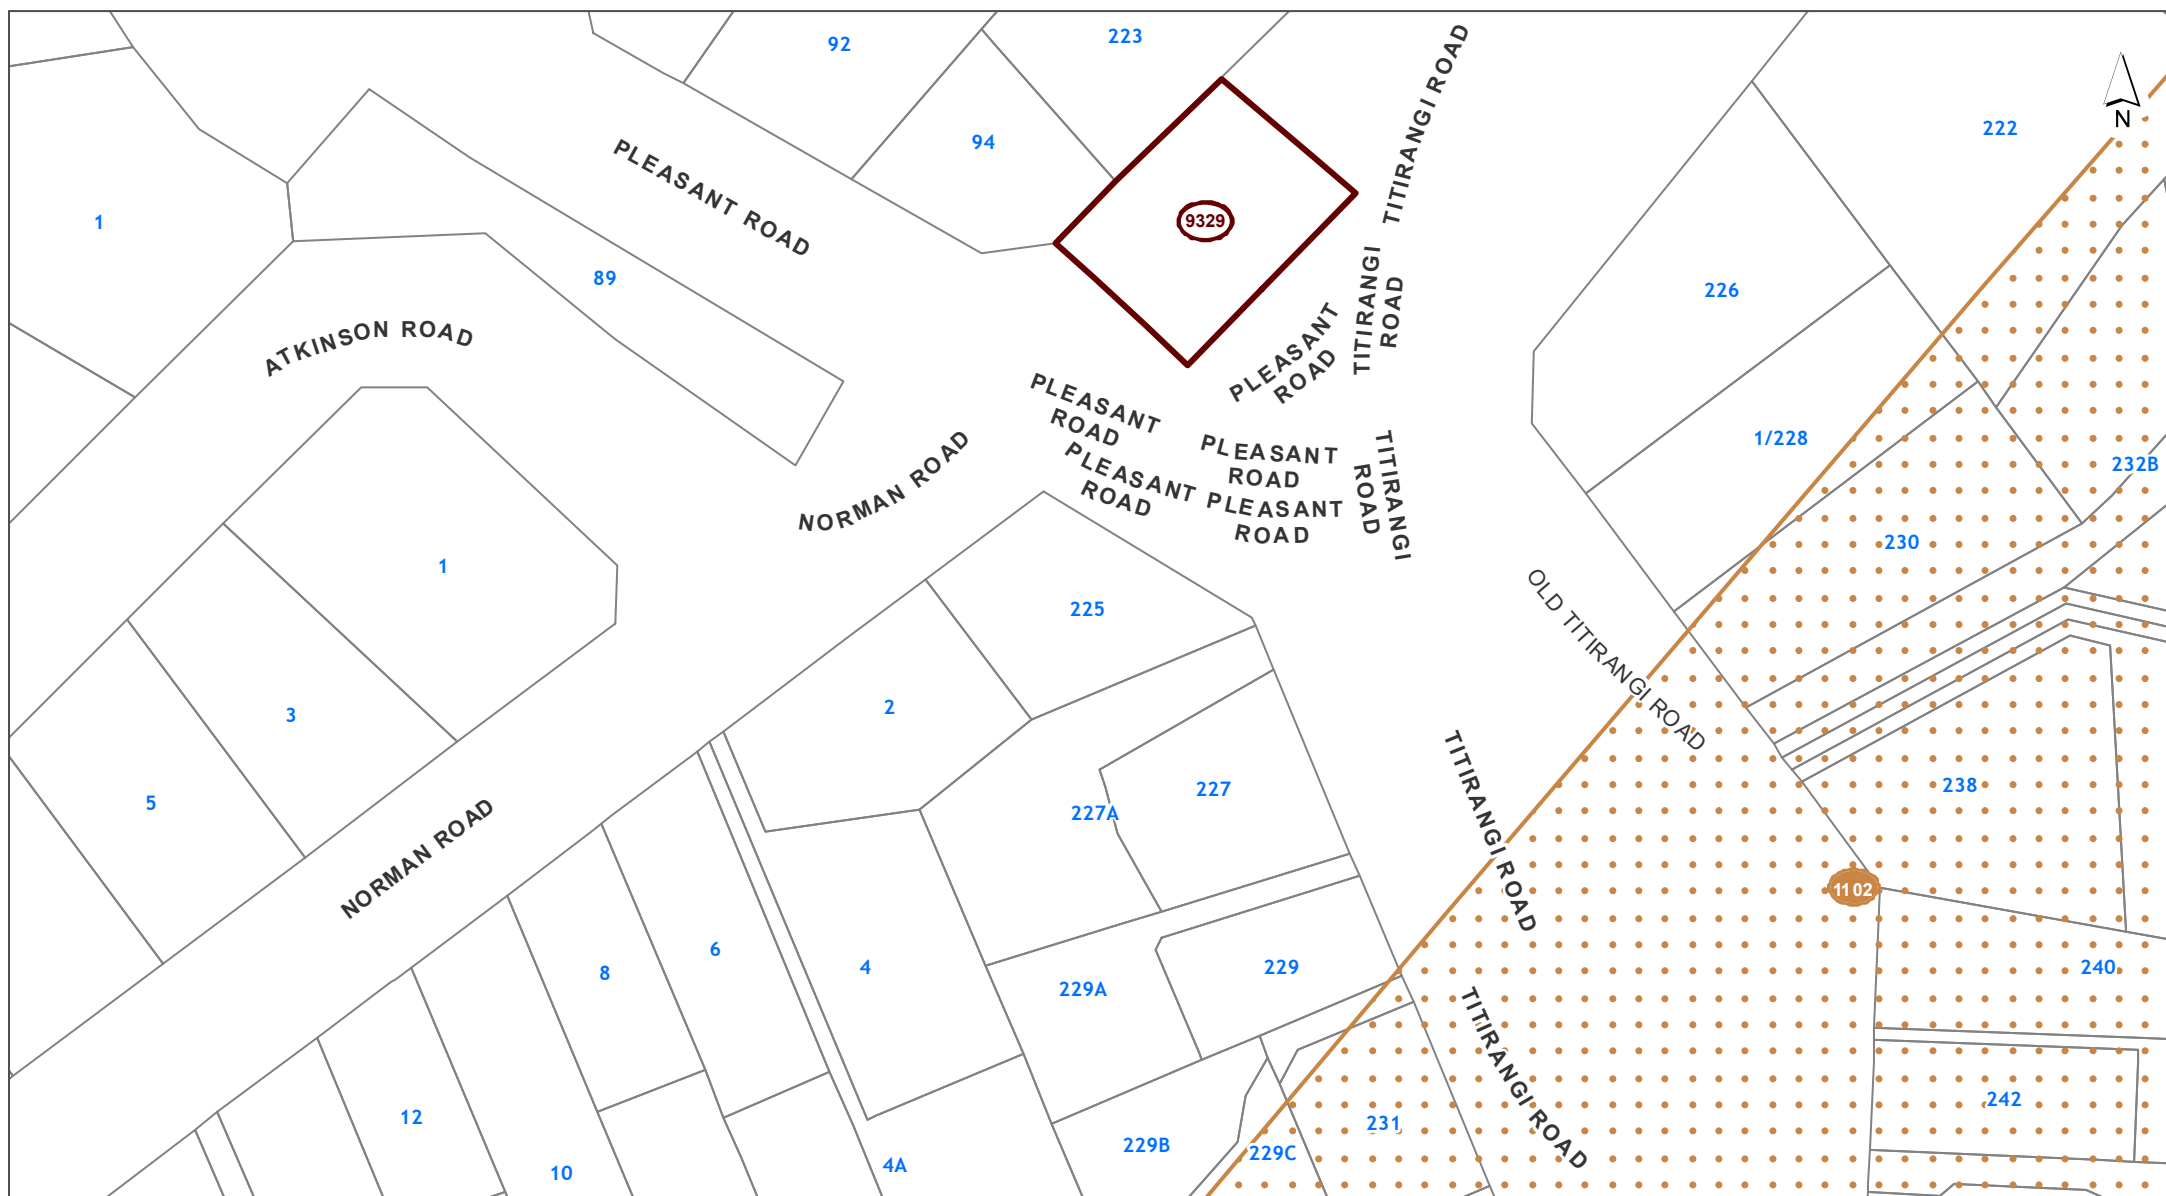 92
223
TITIRANGI ROAD
N
222
94
PLEASANT ROAD
1
9329
89
226
TITIRANGI
ROAD
ATKINSON ROAD
PLEASANT
ROAD
PLEASANT
ROAD
1/228
NORMAN ROAD
PLEASANT
ROAD
TITIRANGI
ROAD
232B
PLEASANT
ROAD
PLEASANT
ROAD
230
1
225
OLD TITIRANGI ROAD
2
3
TITIRANGI ROAD
238
227
5
227A
NORMAN ROAD
1102
6
8
4
229
240
229A
TITIRANGI ROAD
242
12
231
229B
229C
4A
10